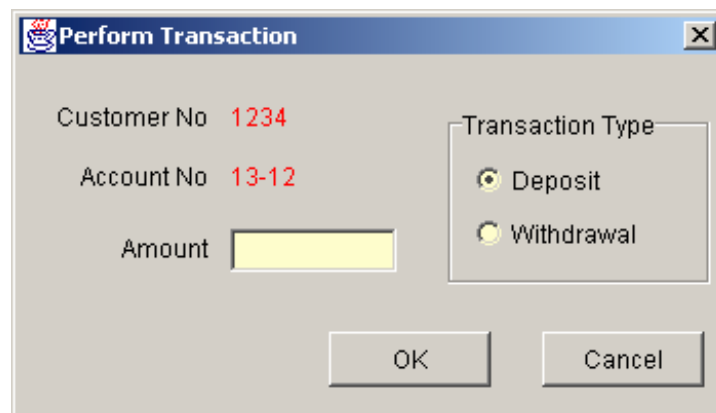 Perform Transaction
Customer No 1234
Transaction Type
Account No 13-12
Deposit
Withdrawal
Amount
OK
Cancel